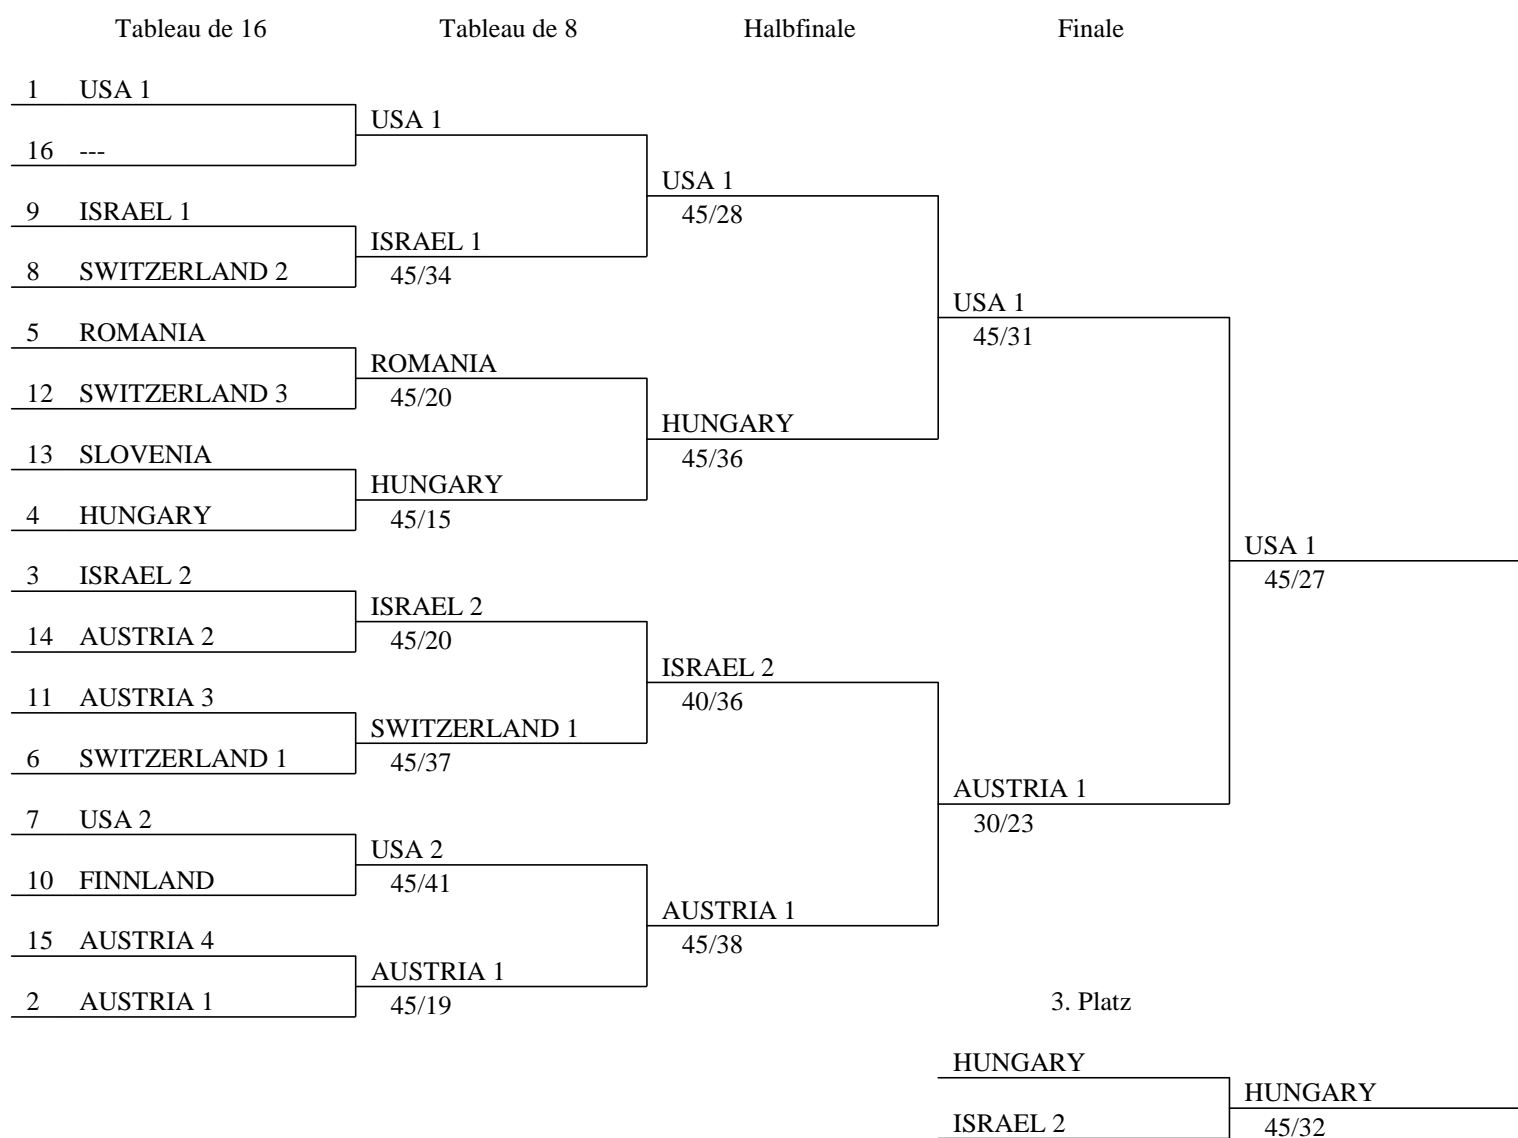 Tableau de 16 Tableau de 8 Halbfinale Finale
1 USA 1
USA 1
16 ---
USA 1
9 ISRAEL 1
45/28
ISRAEL 1
8 SWITZERLAND 2
45/34
USA 1
5 ROMANIA
45/31
ROMANIA
12 SWITZERLAND 3
45/20
HUNGARY
13 SLOVENIA
45/36
HUNGARY
4 HUNGARY
45/15
USA 1
3 ISRAEL 2
45/27
ISRAEL 2
14 AUSTRIA 2
45/20
ISRAEL 2
11 AUSTRIA 3
40/36
SWITZERLAND 1
6 SWITZERLAND 1
45/37
AUSTRIA 1
7 USA 2
30/23
USA 2
10 FINNLAND
45/41
AUSTRIA 1
15 AUSTRIA 4
45/38
AUSTRIA 1
2 AUSTRIA 1
45/19
3. Platz
HUNGARY
HUNGARY
ISRAEL 2
45/32